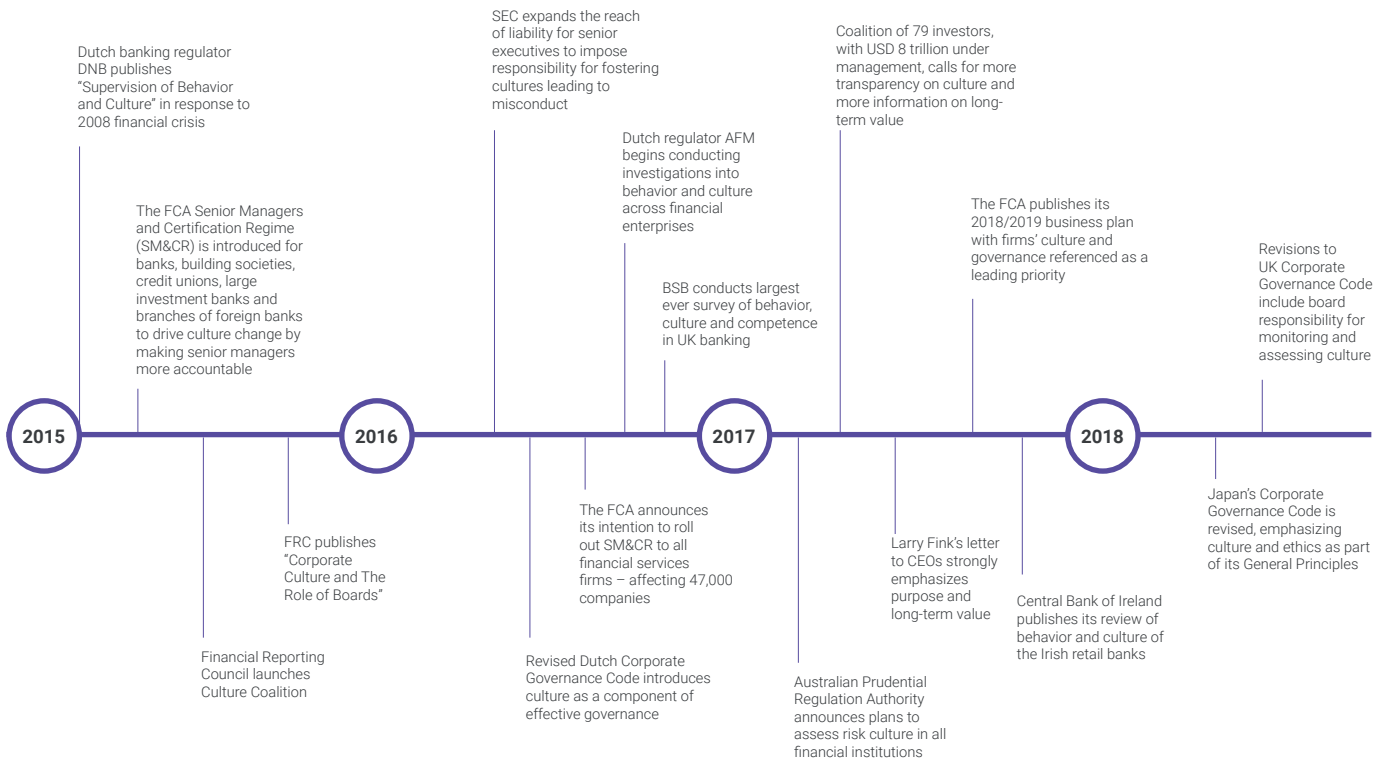 Dutch banking regulator
DNB publishes
“Supervision of Behavior
and Culture” in response to
2008 financial crisis
The FCA Senior Managers
and Certification Regime
(SM&CR) is introduced for
banks, building societies,
credit unions, large
investment banks and
branches of foreign banks
to drive culture change by
making senior managers
more accountable
SEC expands the reach
of liability for senior
executives to impose
responsibility for fostering
cultures leading to
misconduct
Dutch regulator AFM
begins conducting
investigations into
behavior and culture
across financial
enterprises
BSB conducts largest
ever survey of behavior,
culture and competence
in UK banking
Coalition of 79 investors,
with USD 8 trillion under
management, calls for more
transparency on culture and
more information on long-
term value
The FCA publishes its
2018/2019 business plan
with firms’ culture and
governance referenced as a
leading priority
Revisions to
UK Corporate
Governance Code
include board
responsibility for
monitoring and
assessing culture
2015
2016
2017
2018
Financial Reporting
Council launches
Culture Coalition
FRC publishes
“Corporate
Culture and The
Role of Boards”
Revised Dutch Corporate
Governance Code introduces
culture as a component of
effective governance
The FCA announces
its intention to roll
out SM&CR to all
financial services
firms – affecting 47,000
companies
Australian Prudential
Regulation Authority
announces plans to
assess risk culture in all
financial institutions
Larry Fink’s letter
to CEOs strongly
emphasizes
purpose and
long-term value
Central Bank of Ireland
publishes its review of
behavior and culture of
the Irish retail banks
Japan’s Corporate
Governance Code is
revised, emphasizing
culture and ethics as part
of its General Principles